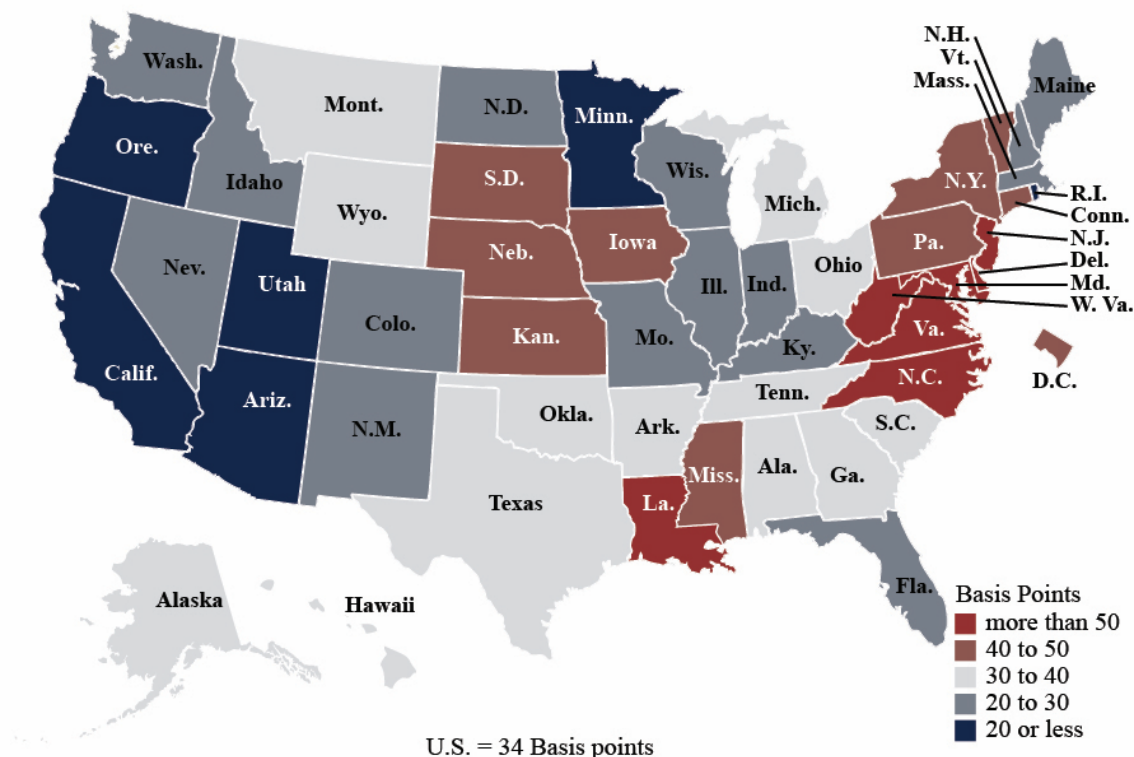 N.H.
Vt.
Mass.
Wash.
Maine
Mont.
N.D.
Minn.
Ore.
Idaho
Wis.
S.D.
N.Y.
R.I.
Wyo.
Mich.
Conn.
Iowa
Pa.
N.J.
Neb.
Ohio
Del.
Nev.
Utah
Ill.
Ind.
Md.
W. Va.
Colo.
Kan.
Mo.
Ky.
Va.
Calif.
N.C.
D.C.
Ariz.
Tenn.
Okla.
N.M.
Ark.
S.C.
Miss.
Ala.
Ga.
Texas
La.
Fla.
Alaska
Hawaii
Basis Points
more than 50
40 to 50
30 to 40
20 to 30
20 or less
U.S. = 34 Basis points